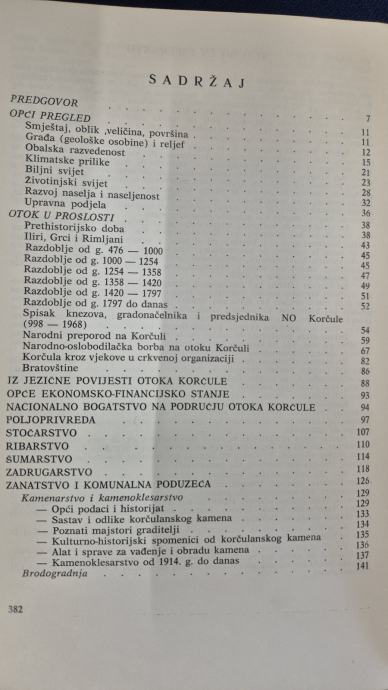 SADRŽAJ
PREDGOVOR . . . 7
OPĆI PREGLED . . . 11
Smještaj, oblik ,veličina, površina . . . 11
Građa (geološke osobine) i reljef . . . 12
Obalska razvedenost . . . 15
Klimatske prilike . . . 21
Biljni svijet . . . 23
Životinjski svijet . . . 28
Razvoj naselja i naseljenost . . . 32
Upravna podjela . . . 36
OTOK U PROŠLOSTI . . . 38
Prethistorijsko doba . . . 38
Iliri, Grci i Rimljani . . . 43
Razdoblje od g. 476 — 1000 . . . 45
Razdoblje od g. 1000 — 1254 . . . 45
Razdoblje od g. 1254 — 1358 . . . 47
Razdoblje od g. 1358 — 1420 . . . 49
Razdoblje od g. 1420 — 1797 . . . 51
Razdoblje od g. 1797 do danas . . . 52
Spisak knezova, gradonačelnika i predsjednika NO Korčule
(998 — 1968) . . . 54
Narodni preporod na Korčuli . . . 59
Narodno-oslobodilačka borba na otoku Korčuli . . . 67
Korčula kroz vjekove u crkvenoj organizaciji . . . 82
Bratovštine . . . 86
IZ JEZIČNE POVIJESTI OTOKA KORČULE . . . 88
OPĆE EKONOMSKO-FINANCIJSKO STANJE . . . 93
NACIONALNO BOGATSTVO NA PODRUČJU OTOKA KORČULE . 94
POLJOPRIVREDA . . . 97
STOČARSTVO . . . 107
RIBARSTVO . . . 110
ŠUMARSTVO . . . 114
ZADRUGARSTVO . . . 118
ZANATSTVO I KOMUNALNA PODUZEĆA . . . 126
Kamenarstvo i kamenoklesarstvo . . . 129
— Opći podaci i historijat . . . 129
— Sastav i odlike korčulanskog kamena . . . 133
— Poznati majstori graditelji . . . 134
— Kulturno-historijski spomenici od korčulanskog kamena . 135
— Alat i sprave za vađenje i obradu kamena . . . 136
— Kamenoklesarstvo od 1914. g. do danas . . . 137
Brodogradnja . . . 141
382